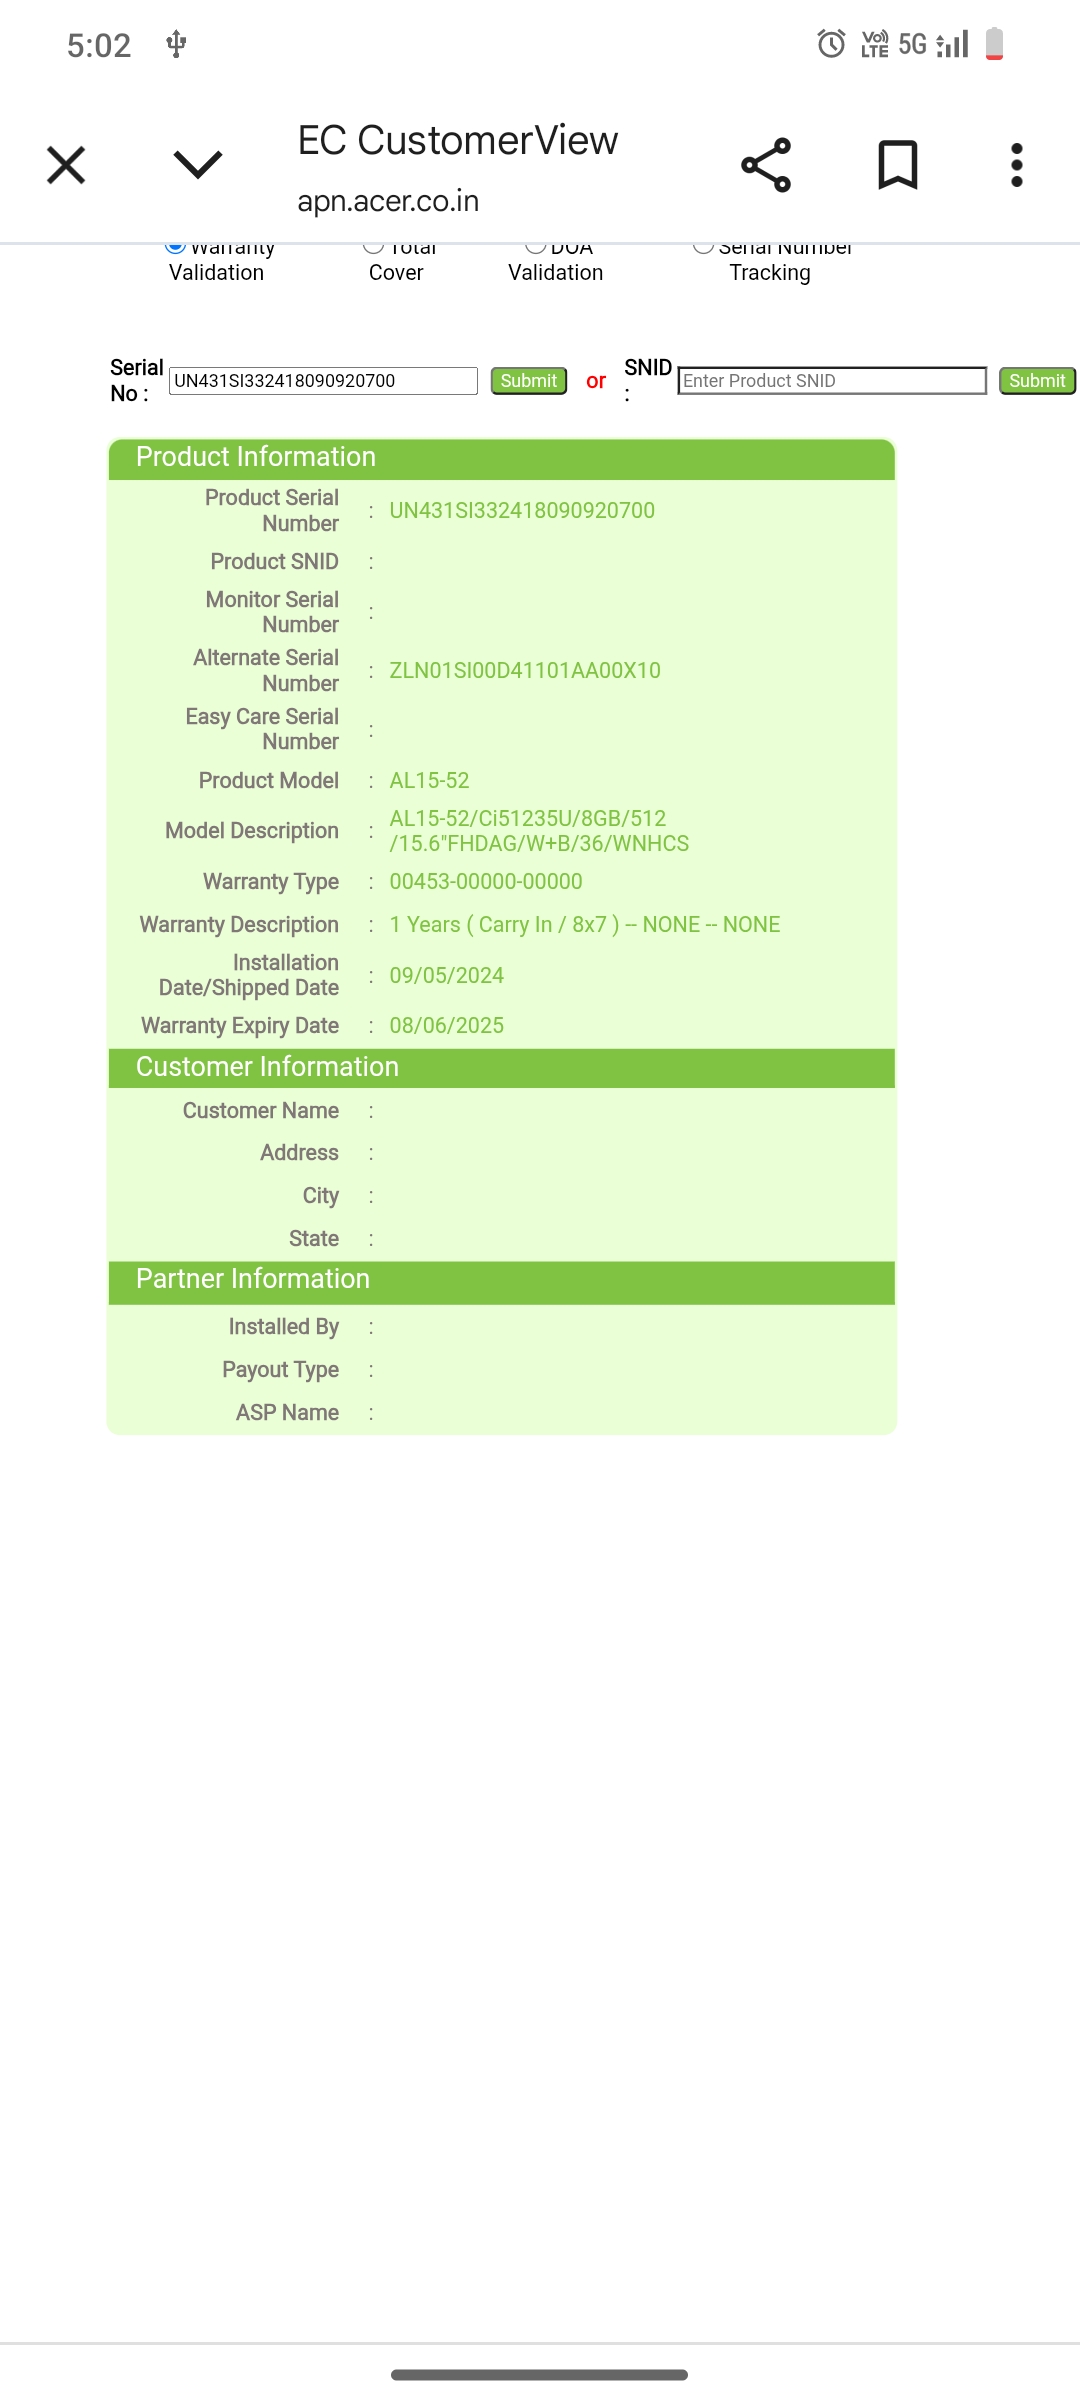 5:02 VoLTE 5G
EC CustomerView
apn.acer.co.in
Warranty Validation
Total Cover
DOA Validation
Serial Number Tracking
Serial No : UN431SI332418090920700 Submit or SNID : Enter Product SNID Submit
Product Information
Product Serial Number : UN431SI332418090920700
Product SNID :
Monitor Serial Number :
Alternate Serial Number : ZLN01SI00D41101AA00X10
Easy Care Serial Number :
Product Model : AL15-52
Model Description : AL15-52/Ci51235U/8GB/512
/15.6"FHDAG/W+B/36/WNHCS
Warranty Type : 00453-00000-00000
Warranty Description : 1 Years ( Carry In / 8x7 ) -- NONE -- NONE
Installation Date/Shipped Date : 09/05/2024
Warranty Expiry Date : 08/06/2025
Customer Information
Customer Name :
Address :
City :
State :
Partner Information
Installed By :
Payout Type :
ASP Name :